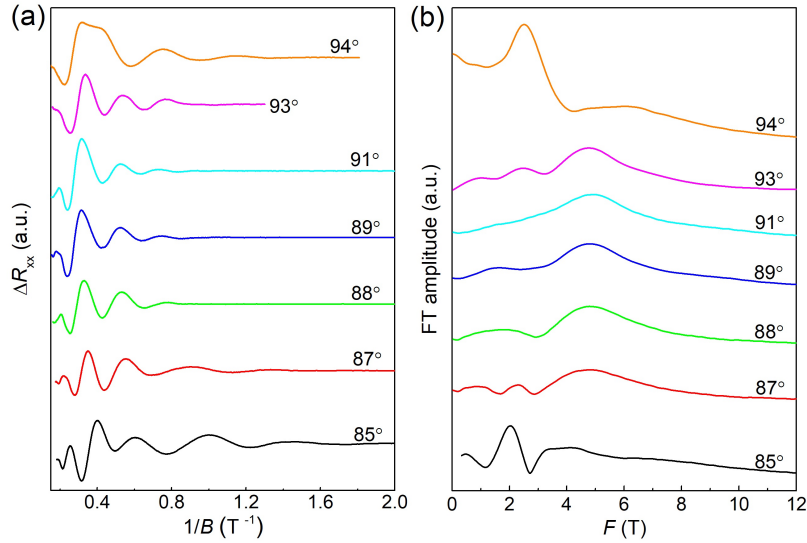 (a)
94°
93°
91°
89°
88°
87°
85°
ΔRxx (a.u.)
0.4 0.8 1.2 1.6 2.0
1/B (T -1)
(b)
94°
93°
91°
89°
88°
87°
85°
FT amplitude (a.u.)
0 2 4 6 8 10 12
F (T)